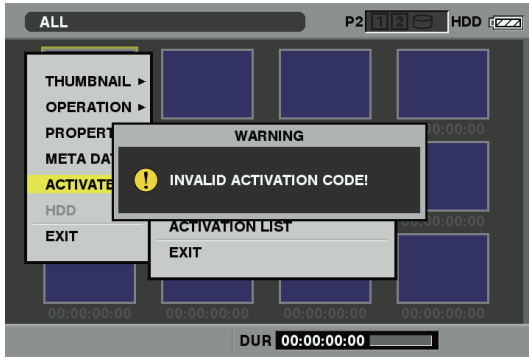 ALL P2 1 2 HDD
THUMBNAIL
OPERATION
PROPERT
META DA
ACTIVATE
HDD
EXIT
WARNING
INVALID ACTIVATION CODE!
ACTIVATION LIST
EXIT
00:00:00
00:00:00
00:00:00:00 00:00:00:00 00:00:00:00 00:00:00:00
DUR 00:00:00:00